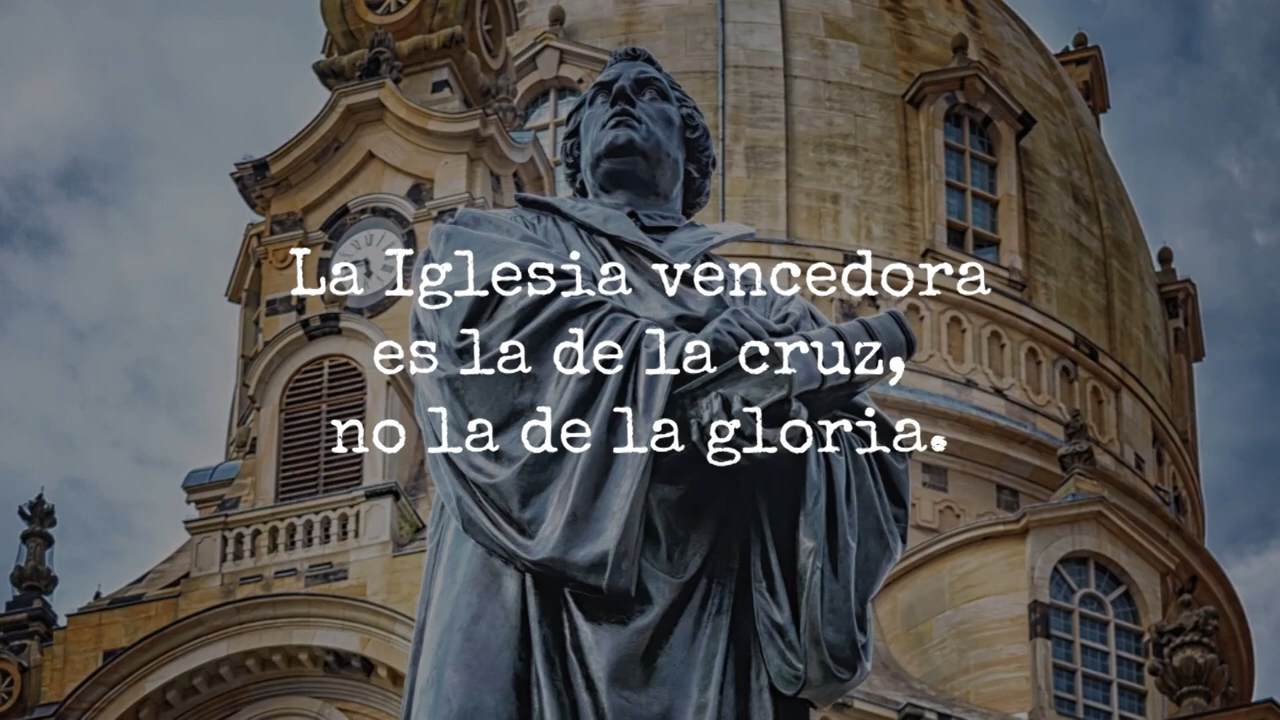 La Iglesia vencedora
es la de la cruz,
no la de la gloria.